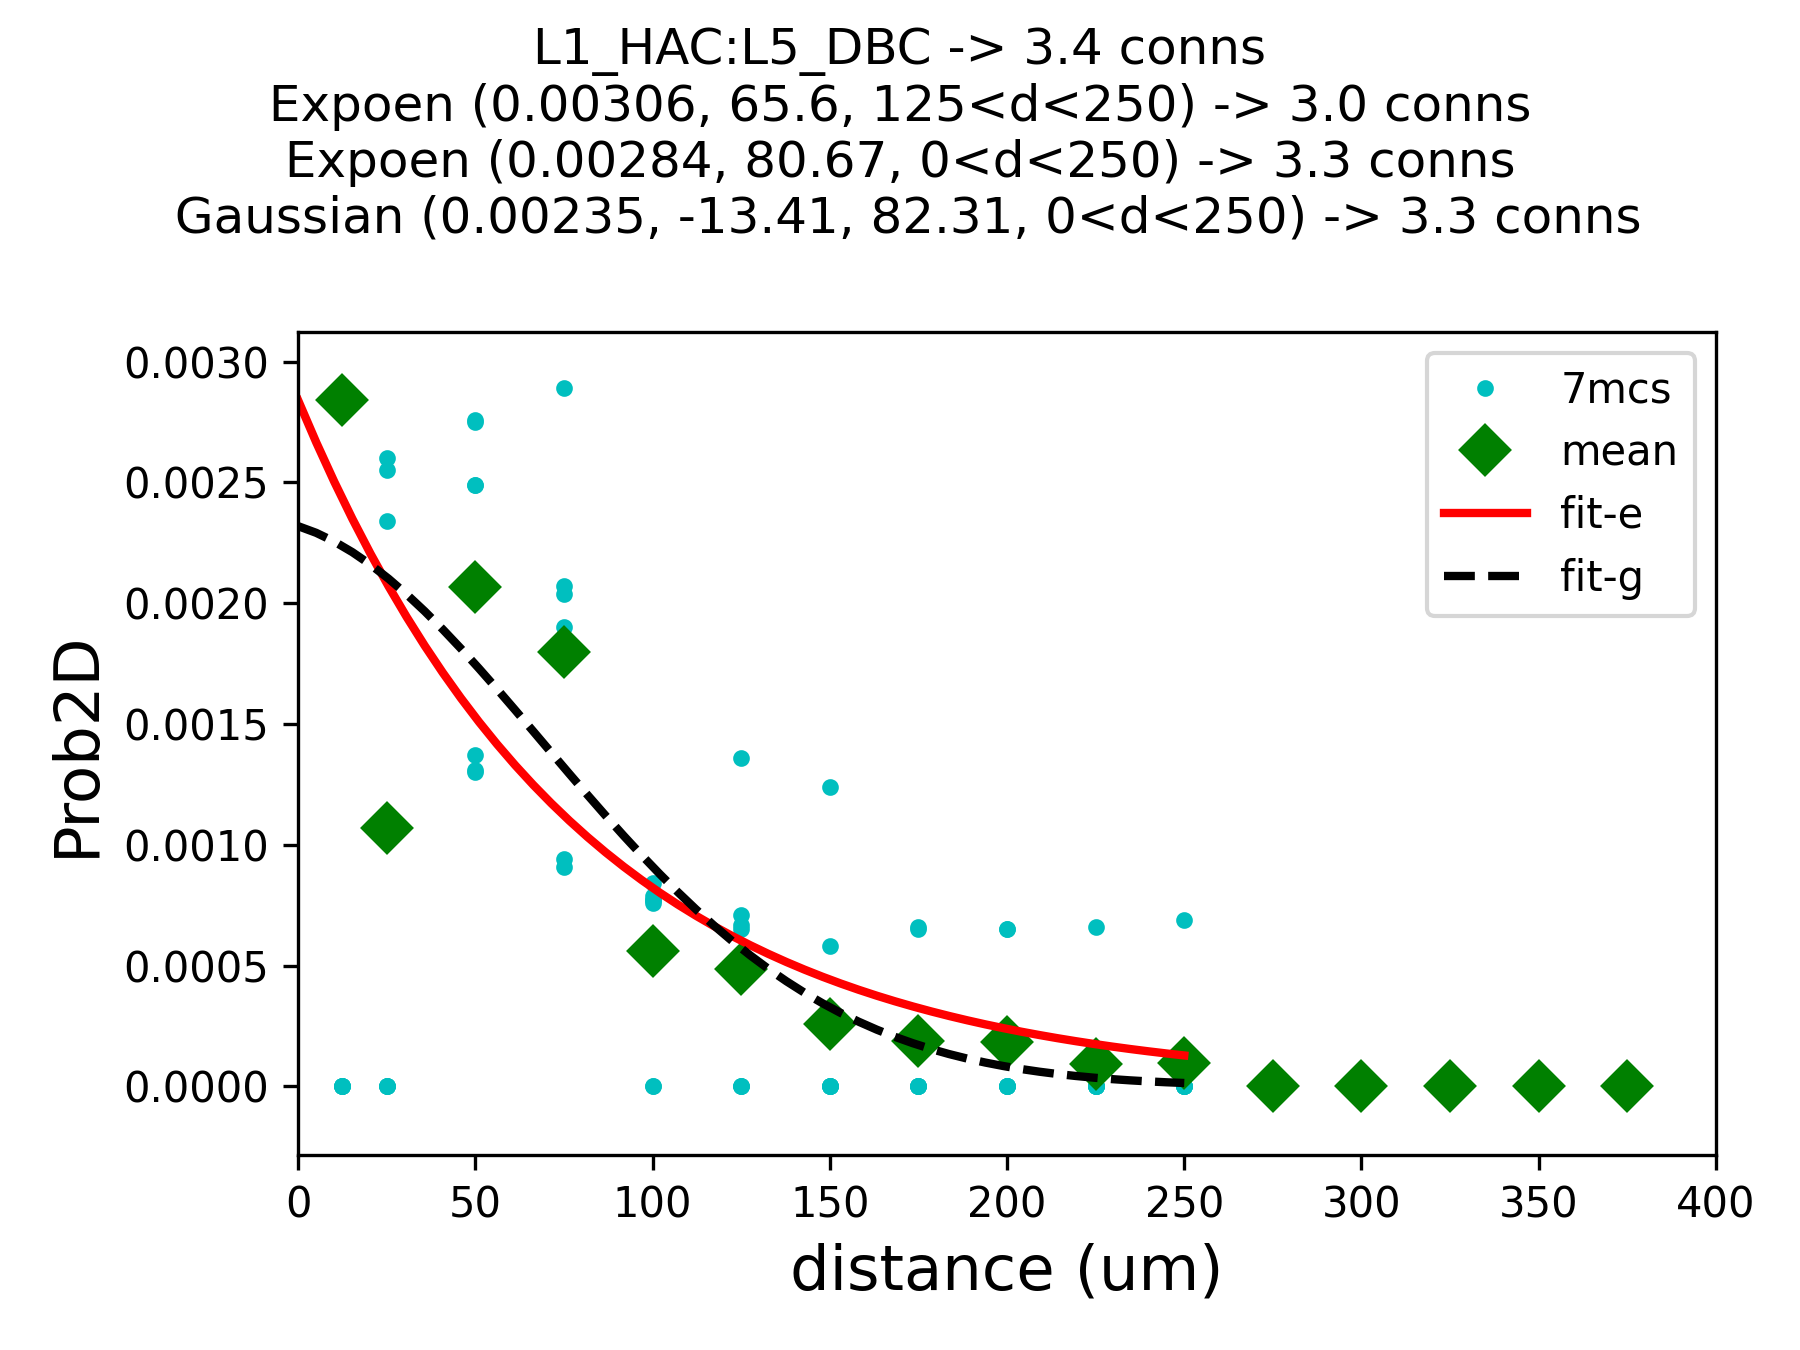 L1_HAC:L5_DBC -> 3.4 conns
Expoen (0.00306, 65.6, 125<d<250) -> 3.0 conns
Expoen (0.00284, 80.67, 0<d<250) -> 3.3 conns
Gaussian (0.00235, -13.41, 82.31, 0<d<250) -> 3.3 conns
0.0030
0.0025
0.0020
0.0015
0.0010
0.0005
0.0000
Prob2D
7mcs
mean
fit-e
fit-g
0 50 100 150 200 250 300 350 400
distance (um)